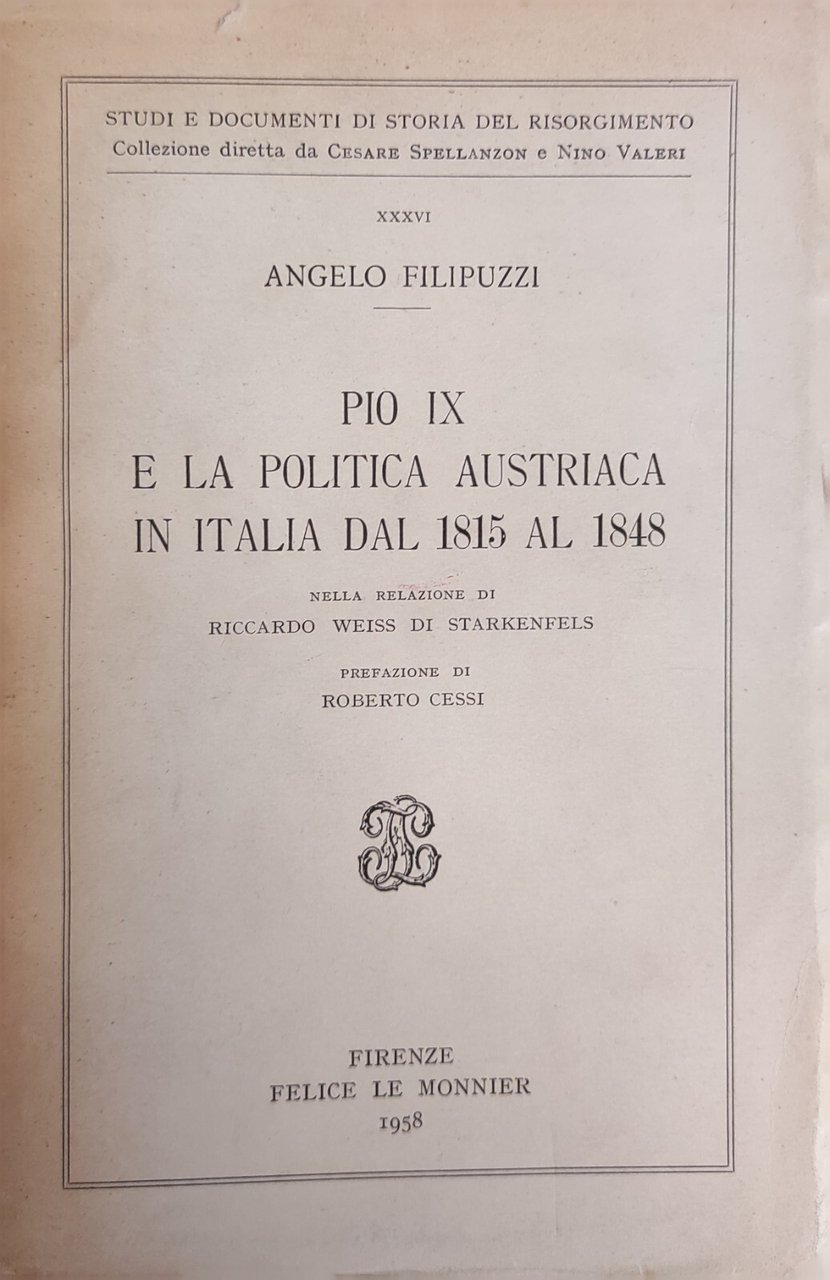 STUDI E DOCUMENTI DI STORIA DEL RISORGIMENTO
Collezione diretta da CESARE SPELLANZON e NINO VALERI
XXXVI
ANGELO FILIPUZZI
PIO IX
E LA POLITICA AUSTRIACA
IN ITALIA DAL 1815 AL 1848
NELLA RELAZIONE DI
RICCARDO WEISS DI STARKENFELS
PREFAZIONE DI
ROBERTO CESSI
FIRENZE
FELICE LE MONNIER
1958